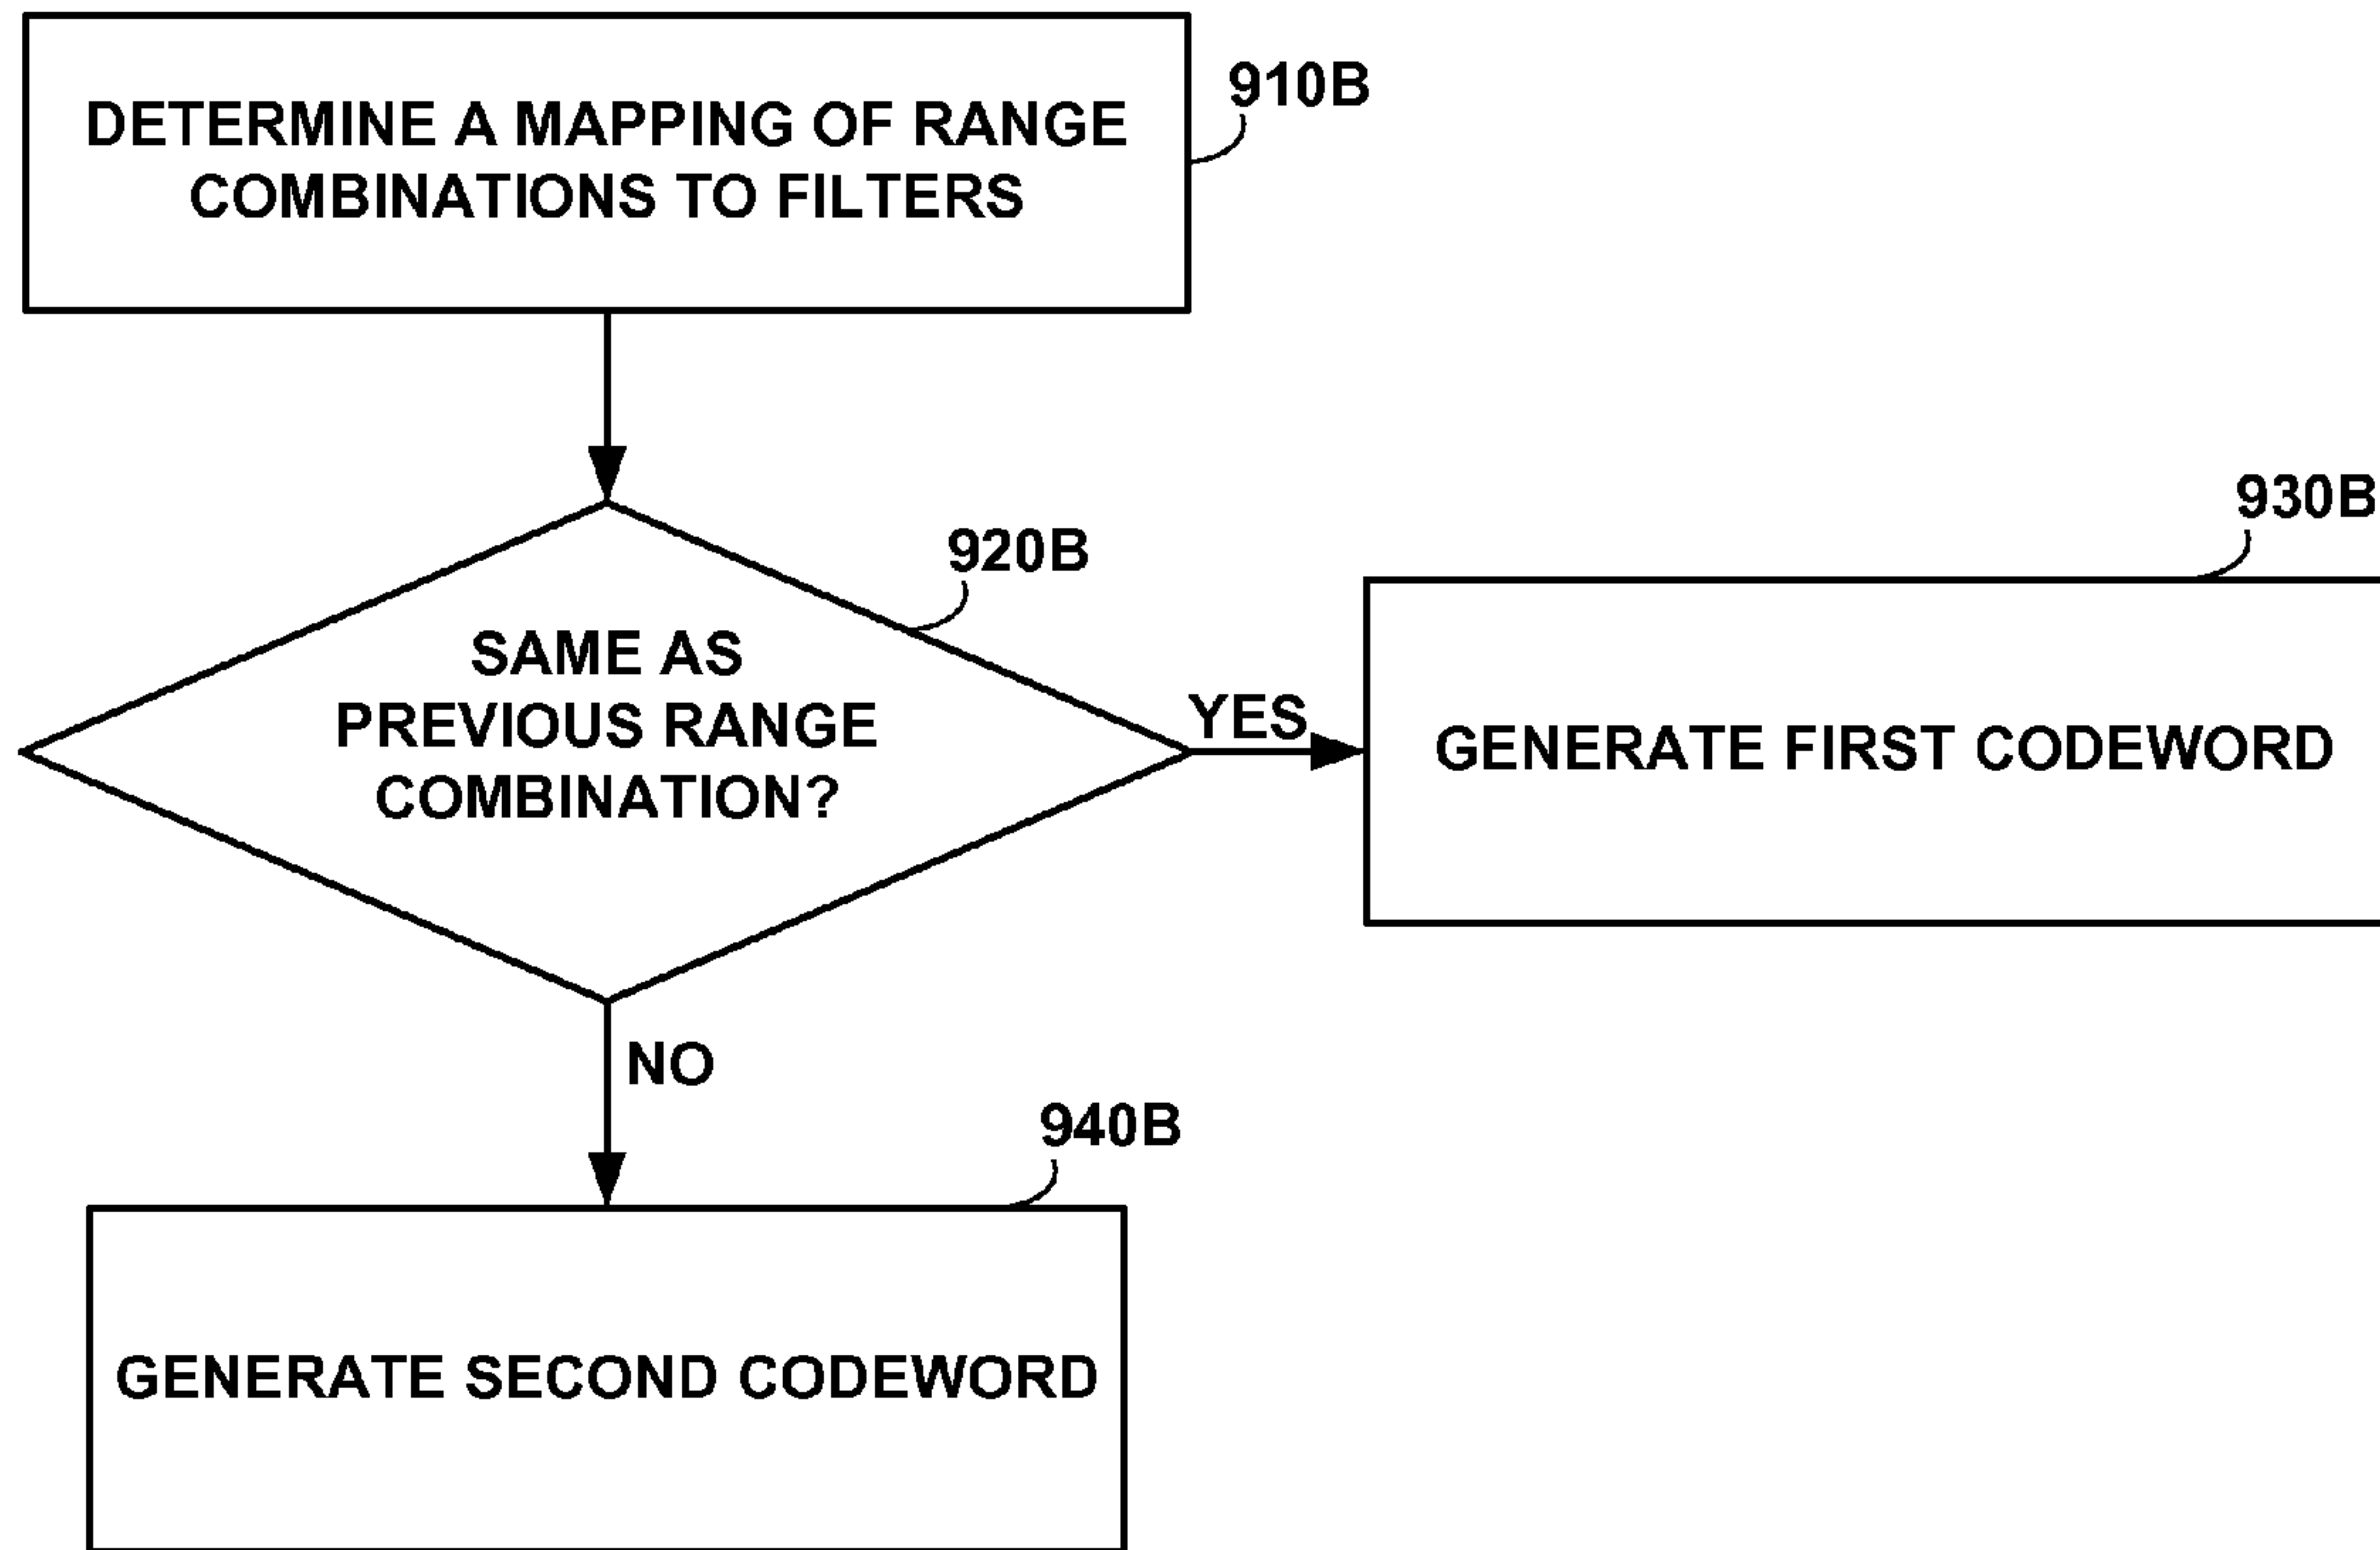 DETERMINE A MAPPING OF RANGE
COMBINATIONS TO FILTERS
910B
SAME AS
PREVIOUS RANGE
COMBINATION?
920B
YES
930B
GENERATE FIRST CODEWORD
NO
940B
GENERATE SECOND CODEWORD